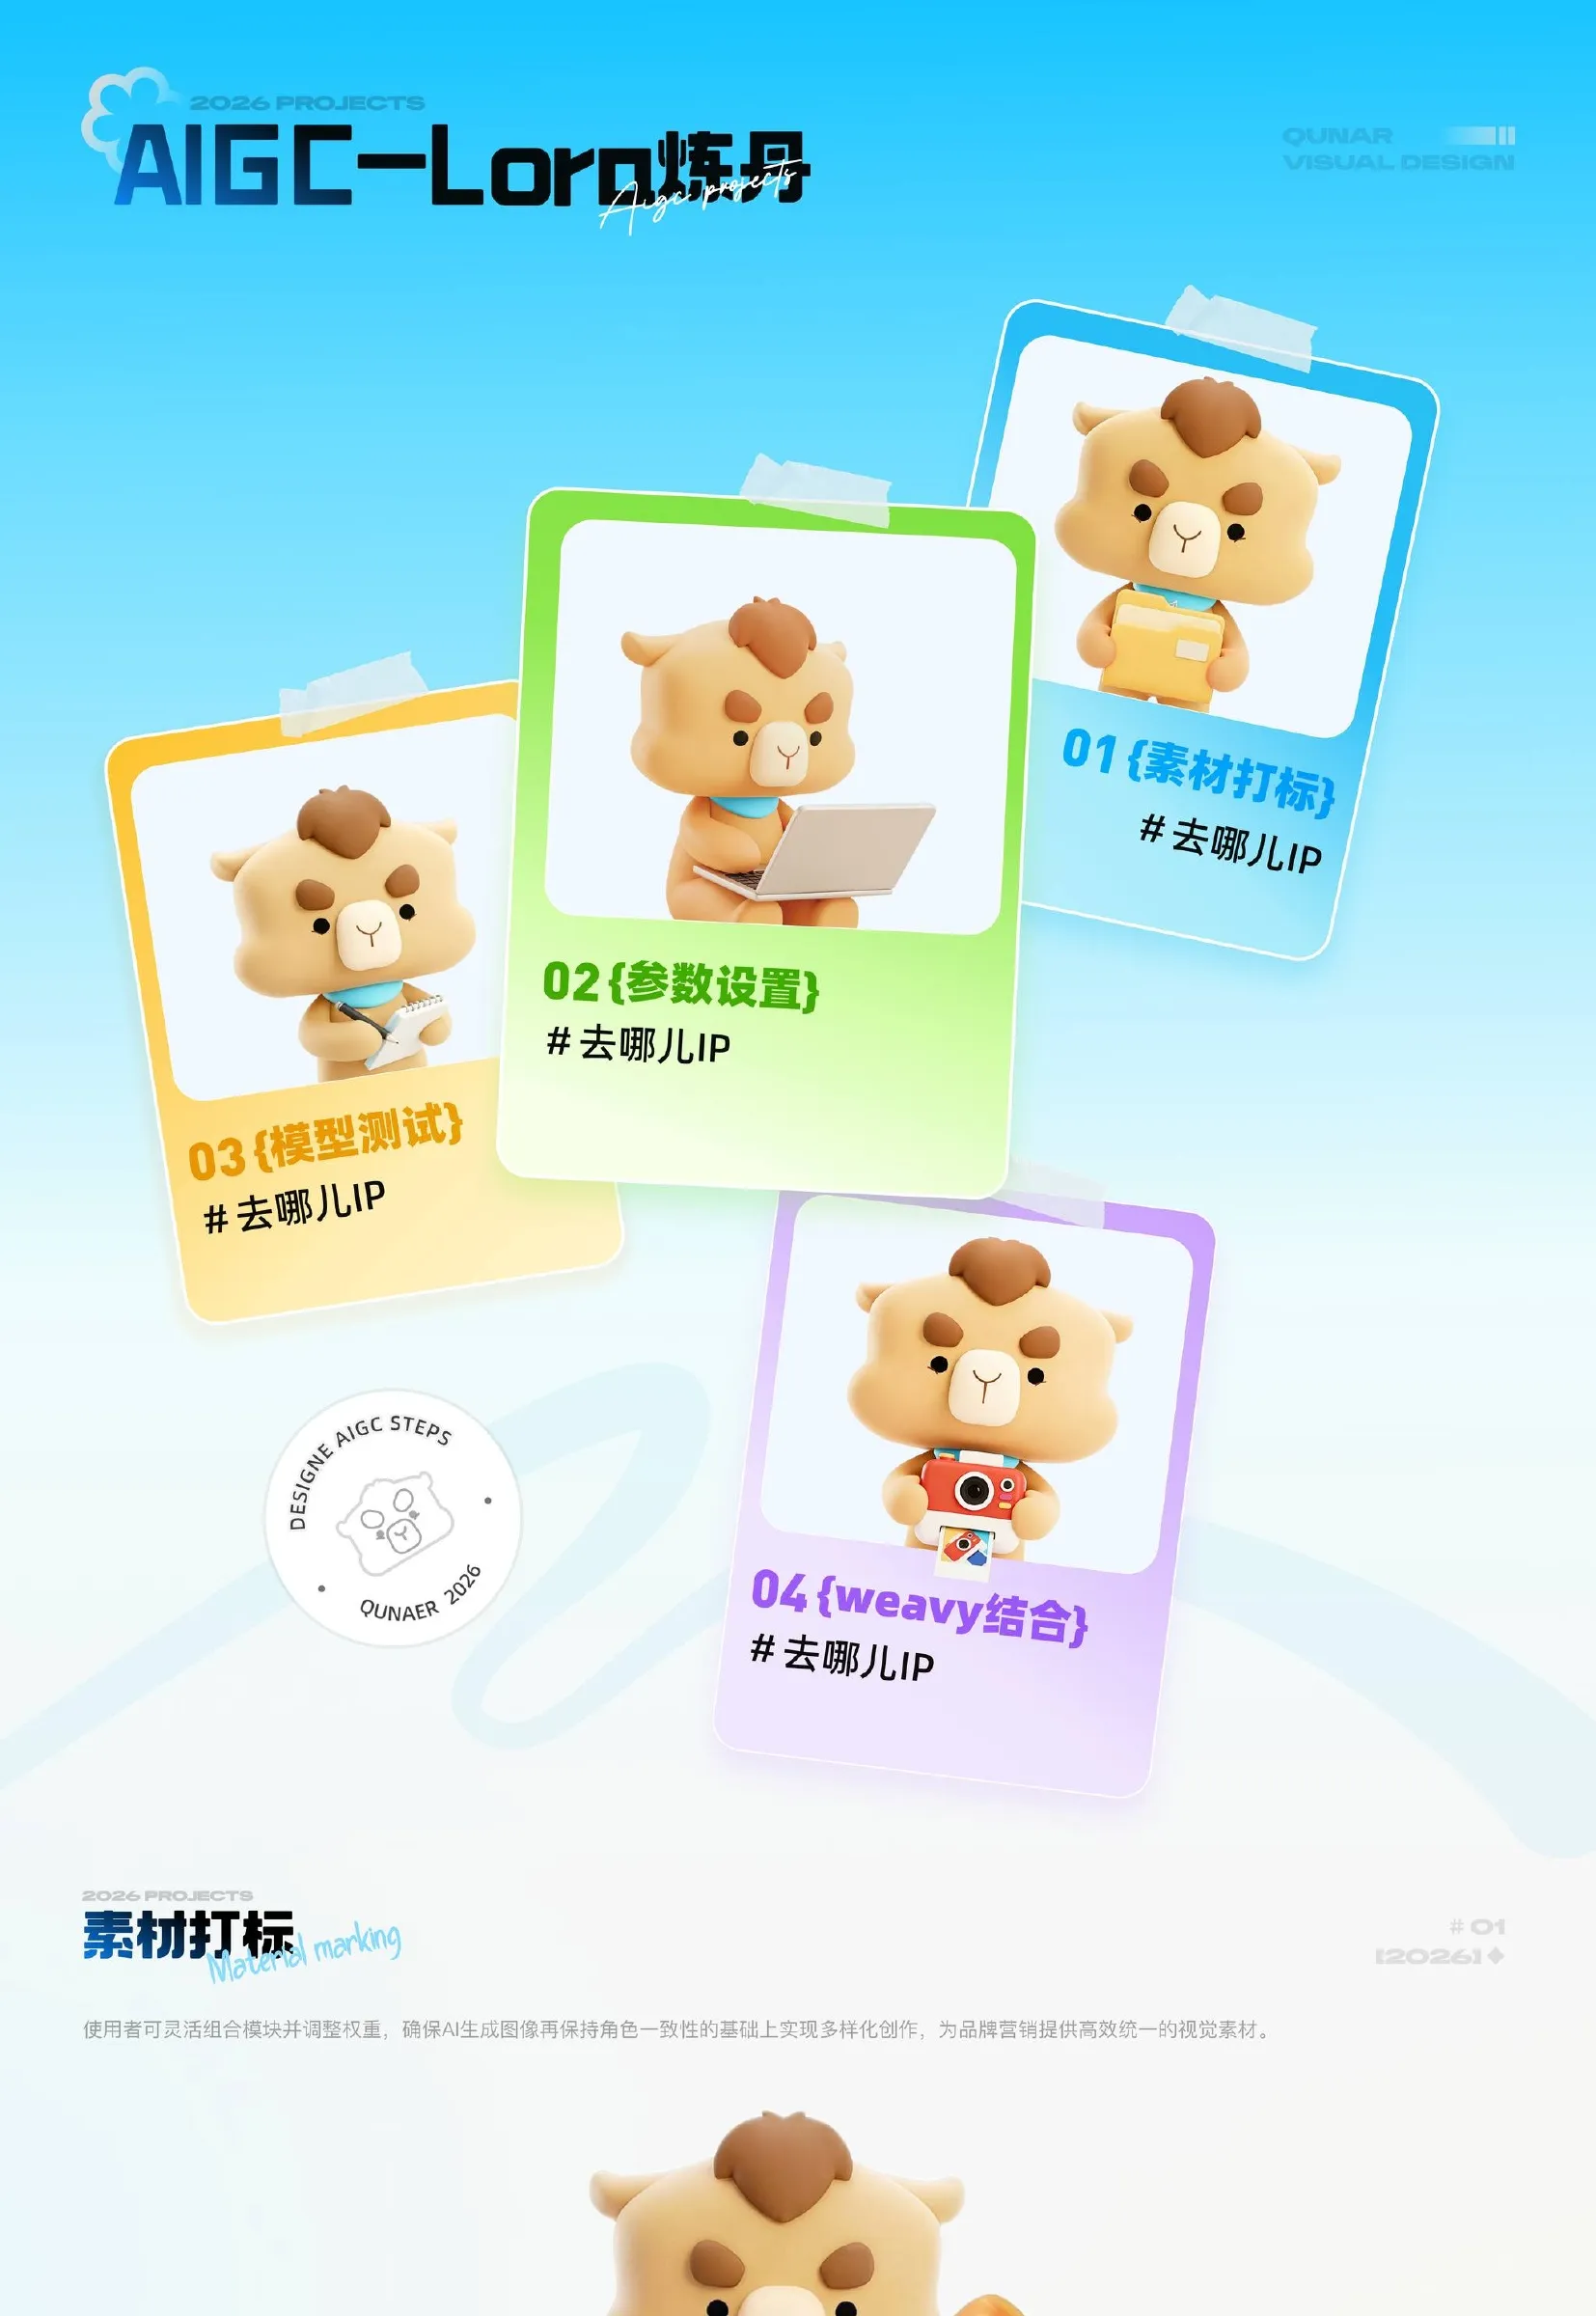 2026 PROJECTS
AIGC-Lora炼丹
Aigc projects
QUNAR
VISUAL DESIGN
01{素材打标}
#去哪儿IP
02{参数设置}
#去哪儿IP
03{模型测试}
#去哪儿IP
04{weavy结合}
#去哪儿IP
DESIGNE AIGC STEPS
QUNAER 2026
2026 PROJECTS
素材打标
Material marking
#01
[2026]
使用者可灵活组合模块并调整权重，确保AI生成图像再保持角色一致性的基础上实现多样化创作，为品牌营销提供高效统一的视觉素材。